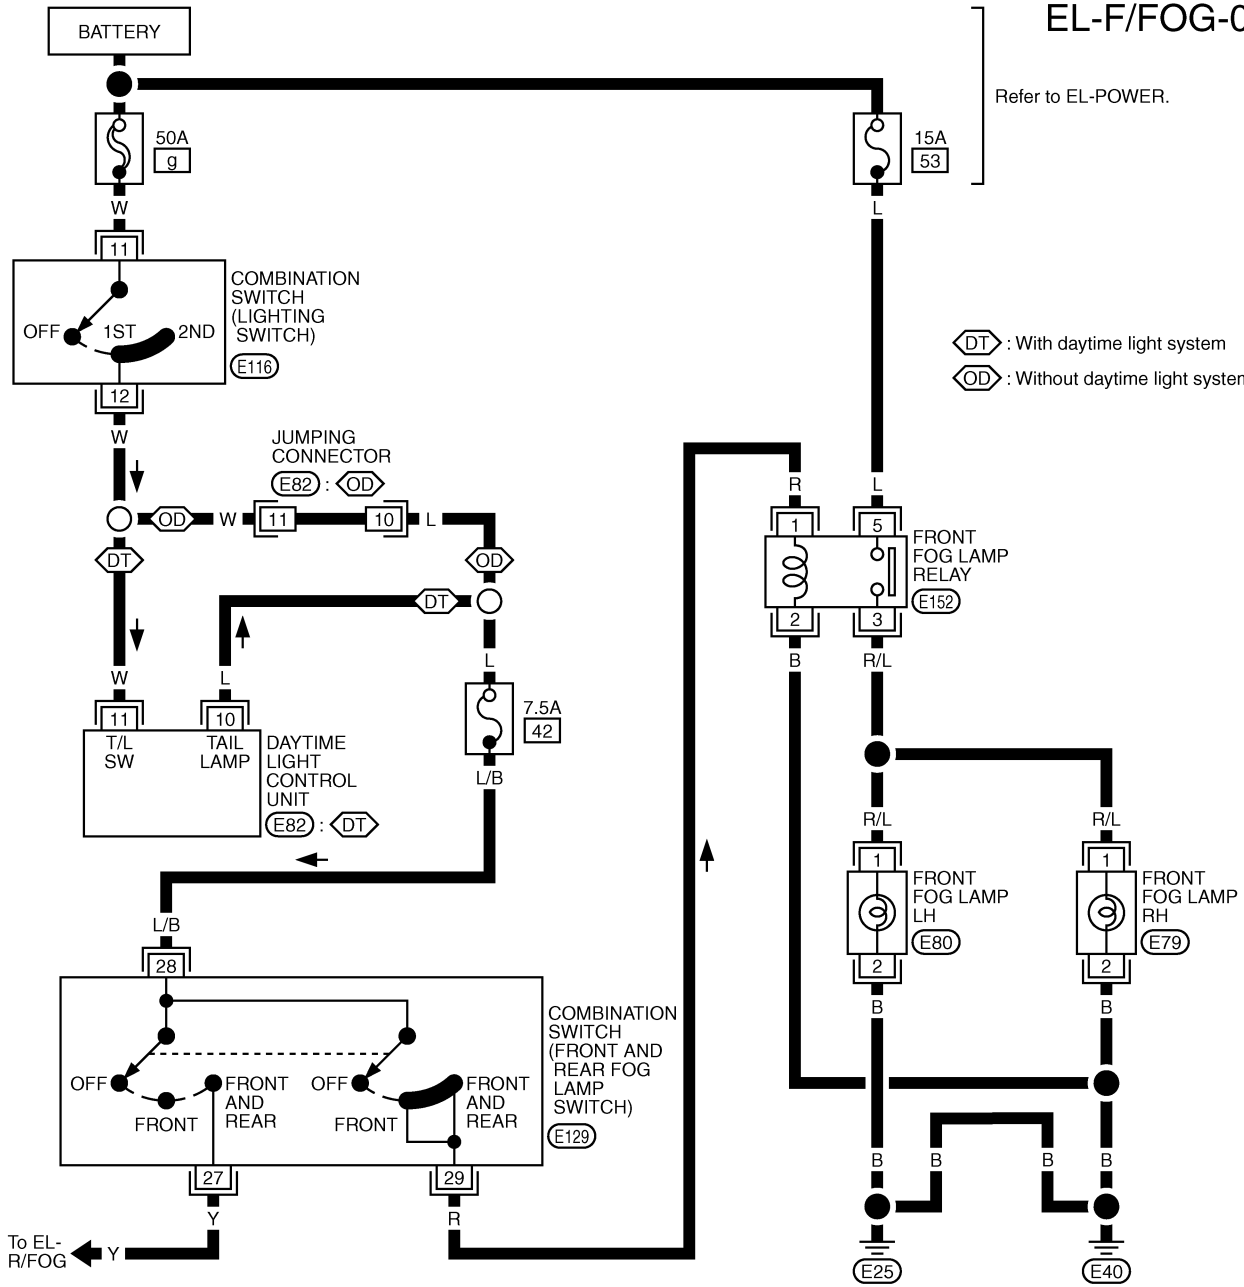 EL-F/FOG-0
BATTERY
Refer to EL-POWER.
50A
g
15A
53
W
L
11
COMBINATION
SWITCH
(LIGHTING
SWITCH)
OFF 1ST 2ND
E116
DT : With daytime light system
OD : Without daytime light system
12
W
JUMPING
CONNECTOR
E82 : OD
R L
OD W 11 10 L
1 5
FRONT
FOG LAMP
RELAY
E152
DT OD
DT
2 3
B R/L
L
W L
11 10
7.5A
42
T/L
SW
TAIL
LAMP
DAYTIME
LIGHT
CONTROL
UNIT
E82 : DT
L/B
R/L R/L
1 1
FRONT
FOG LAMP
LH
E80
FRONT
FOG LAMP
RH
E79
2 2
B B
L/B
28
COMBINATION
SWITCH
(FRONT AND
REAR FOG
LAMP
SWITCH)
E129
OFF
FRONT
FRONT
AND
REAR
OFF
FRONT
FRONT
AND
REAR
27 29
Y R
B B B B
To EL-
R/FOG
Y
E25 E40